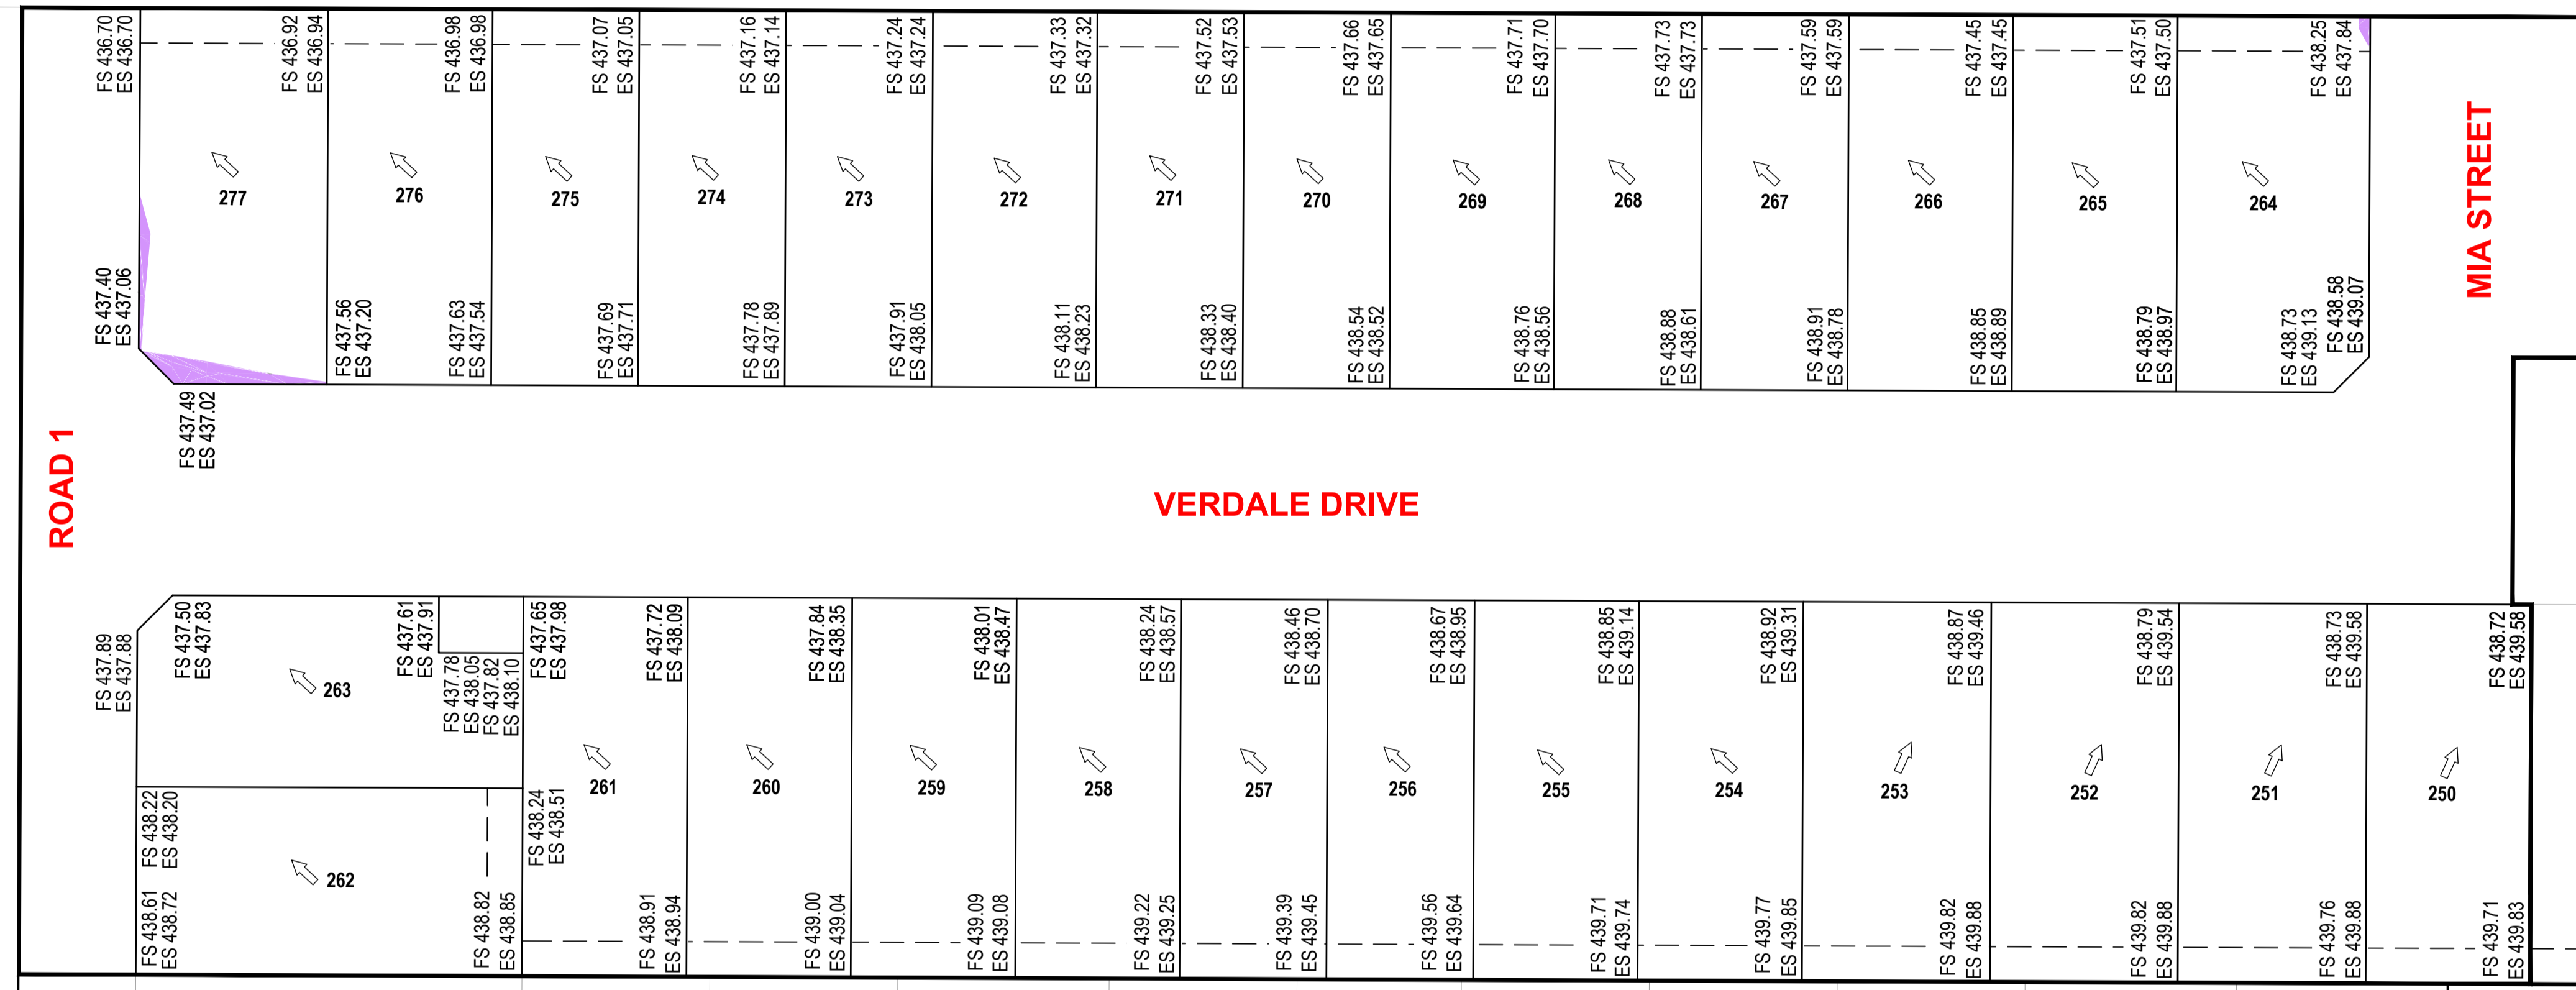 FS 436.70
ES 436.70
FS 436.92
ES 436.94
FS 436.98
ES 436.98
FS 437.07
ES 437.05
FS 437.16
ES 437.14
FS 437.24
ES 437.24
FS 437.33
ES 437.32
FS 437.52
ES 437.53
FS 437.66
ES 437.65
FS 437.71
ES 437.70
FS 437.73
ES 437.73
FS 437.59
ES 437.59
FS 437.45
ES 437.45
FS 437.51
ES 437.50
FS 438.25
ES 437.84
277
276
275
274
273
272
271
270
269
268
267
266
265
264
MIA STREET
FS 437.40
ES 437.06
FS 437.56
ES 437.20
FS 437.63
ES 437.54
FS 437.69
ES 437.71
FS 437.78
ES 437.89
FS 437.91
ES 438.05
FS 438.11
ES 438.23
FS 438.33
ES 438.40
FS 438.54
ES 438.52
FS 438.76
ES 438.56
FS 438.88
ES 438.61
FS 438.91
ES 438.78
FS 438.85
ES 438.89
FS 438.79
ES 438.97
FS 438.73
ES 439.13
FS 438.58
ES 439.07
FS 437.49
ES 437.02
ROAD 1
VERDALE DRIVE
FS 437.89
ES 437.88
FS 437.50
ES 437.83
FS 437.61
ES 437.91
FS 437.78
ES 438.05
FS 437.82
ES 438.10
FS 437.65
ES 437.98
FS 437.72
ES 438.09
FS 437.84
ES 438.35
FS 438.01
ES 438.47
FS 438.24
ES 438.57
FS 438.46
ES 438.70
FS 438.67
ES 438.95
FS 438.85
ES 439.14
FS 438.92
ES 439.31
FS 438.87
ES 439.46
FS 438.79
ES 439.54
FS 438.73
ES 439.58
FS 438.72
ES 439.58
263
261
260
259
258
257
256
255
254
253
252
251
250
FS 438.22
ES 438.20
FS 438.24
ES 438.51
262
FS 438.61
ES 438.72
FS 438.82
ES 438.85
FS 438.91
ES 438.94
FS 439.00
ES 439.04
FS 439.09
ES 439.08
FS 439.22
ES 439.25
FS 439.39
ES 439.45
FS 439.56
ES 439.64
FS 439.71
ES 439.74
FS 439.77
ES 439.85
FS 439.82
ES 439.88
FS 439.82
ES 439.88
FS 439.76
ES 439.88
FS 439.71
ES 439.83